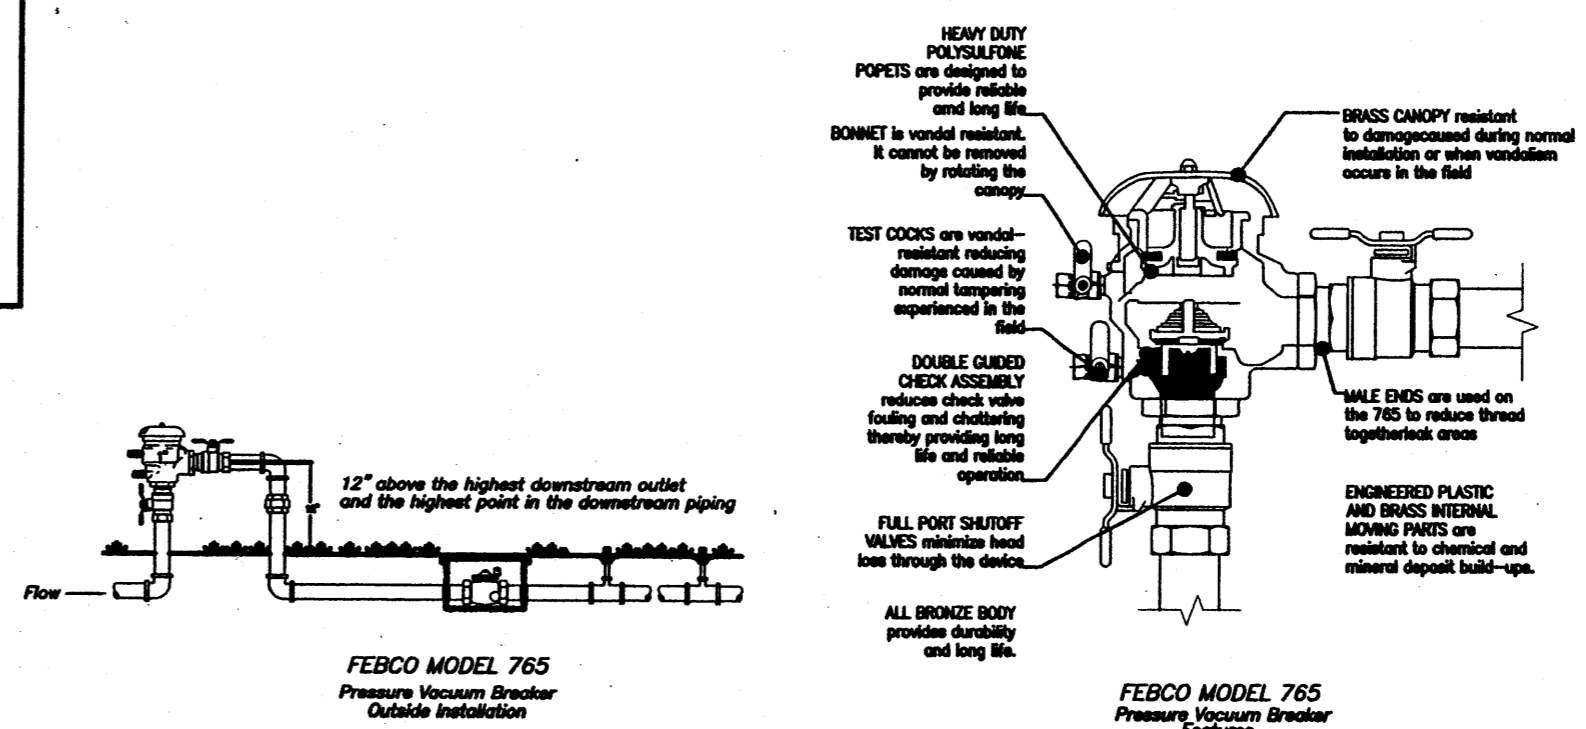 12" above the highest downstream outlet
and the highest point in the downstream piping
Flow
FEBCO MODEL 765
Pressure Vacuum Breaker
Outside Installation
HEAVY DUTY
POLYSULFONE
POPETS are designed to
provide reliable
amd long life
BONNET is vandal resistant.
It cannot be removed
by rotating the
canopy
TEST COCKS are vandal-
resistant reducing
damage caused by
normal tampering
experienced in the
field
DOUBLE GUIDED
CHECK ASSEMBLY
reduces check valve
fouling and chattering
thereby providing long
life and reliable
operation
FULL PORT SHUTOFF
VALVES minimize head
loss through the device
ALL BRONZE BODY
provides durability
and long life.
BRASS CANOPY resistant
to damagecaused during normal
installation or when vandalism
occurs in the field
MALE ENDS are used on
the 765 to reduce thread
togetherleak areas
ENGINEERED PLASTIC
AND BRASS INTERNAL
MOVING PARTS are
resistant to chemical and
mineral deposit build-ups.
FEBCO MODEL 765
Pressure Vacuum Breaker
Features